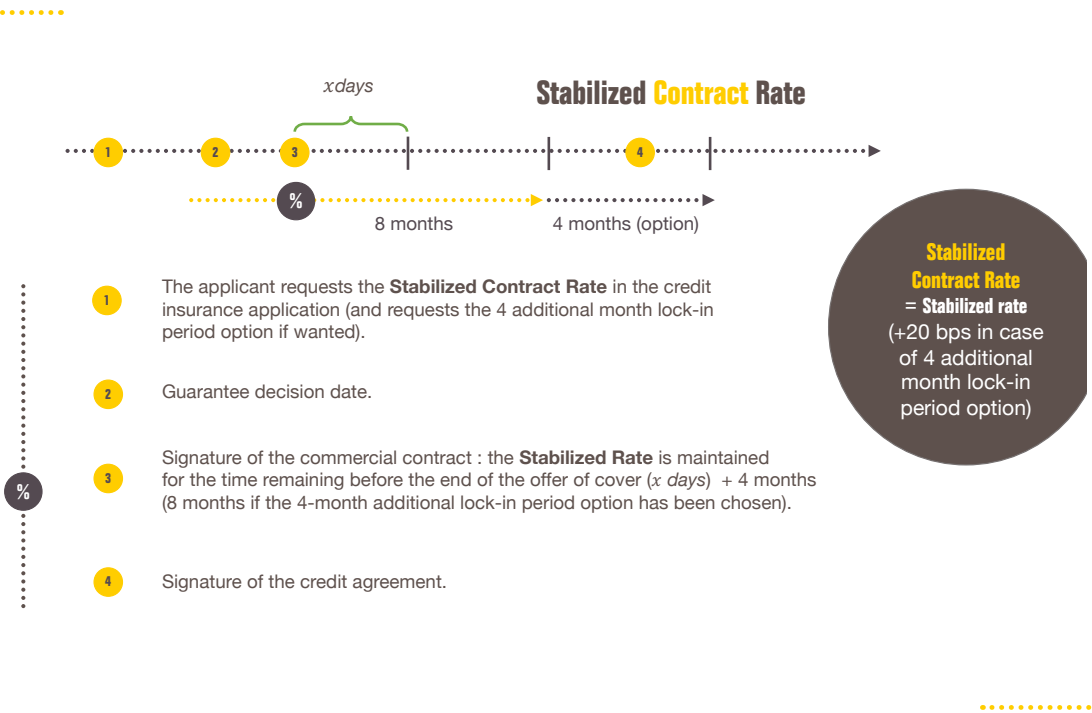 x days
Stabilized Contract Rate
1
2
3
4
%
8 months
4 months (option)
Stabilized
Contract Rate
= Stabilized rate
(+20 bps in case
of 4 additional
month lock-in
period option)
1
The applicant requests the Stabilized Contract Rate in the credit
insurance application (and requests the 4 additional month lock-in
period option if wanted).
2
Guarantee decision date.
3
Signature of the commercial contract : the Stabilized Rate is maintained
for the time remaining before the end of the offer of cover (x days) + 4 months
(8 months if the 4-month additional lock-in period option has been chosen).
%
4
Signature of the credit agreement.